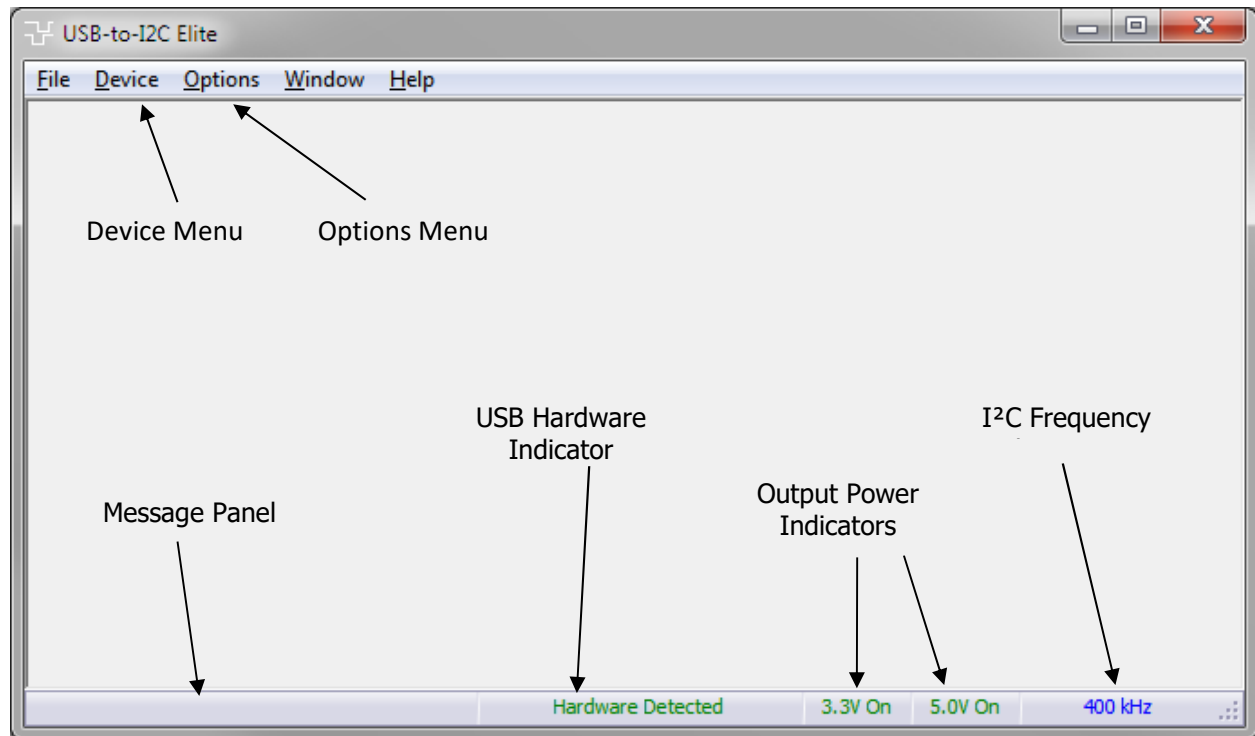 USB-to-I2C Elite
File Device Options Window Help
Device Menu Options Menu
USB Hardware
Indicator
I²C Frequency
Output Power
Indicators
Message Panel
Hardware Detected 3.3V On 5.0V On 400 kHz